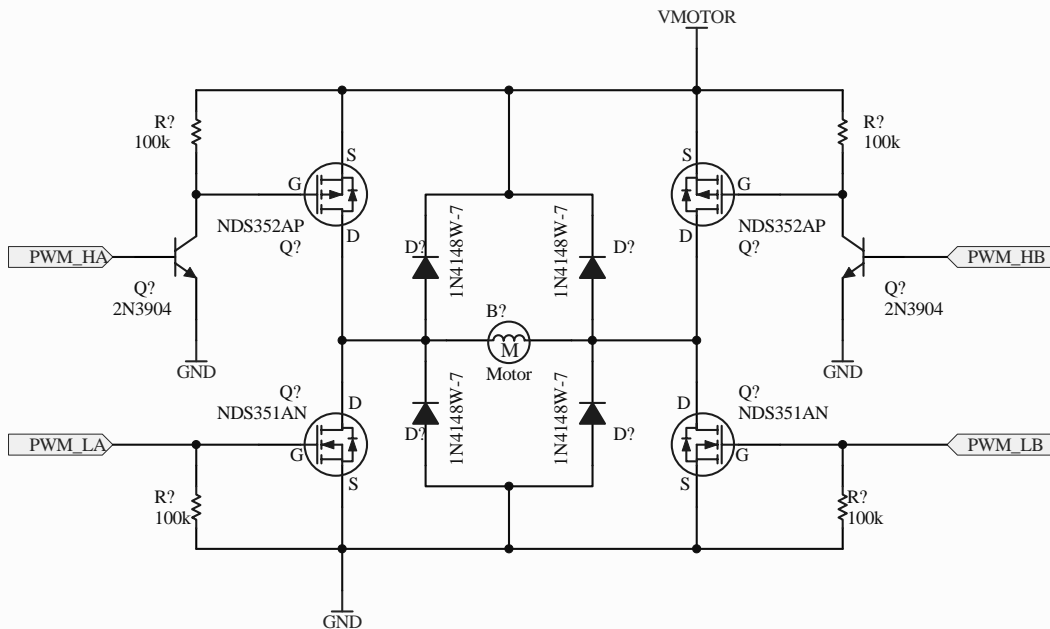 VMOTOR
R?
100k
R?
100k
S
G
D
NDS352AP
Q?
S
G
D
NDS352AP
Q?
PWM_HA
Q?
2N3904
GND
D?
1N4148W-7
1N4148W-7
D?
PWM_HB
Q?
2N3904
GND
B?
M
Motor
Q?
NDS351AN
D
G
S
D?
1N4148W-7
1N4148W-7
D?
Q?
NDS351AN
D
G
S
PWM_LA
PWM_LB
R?
100k
R?
100k
GND